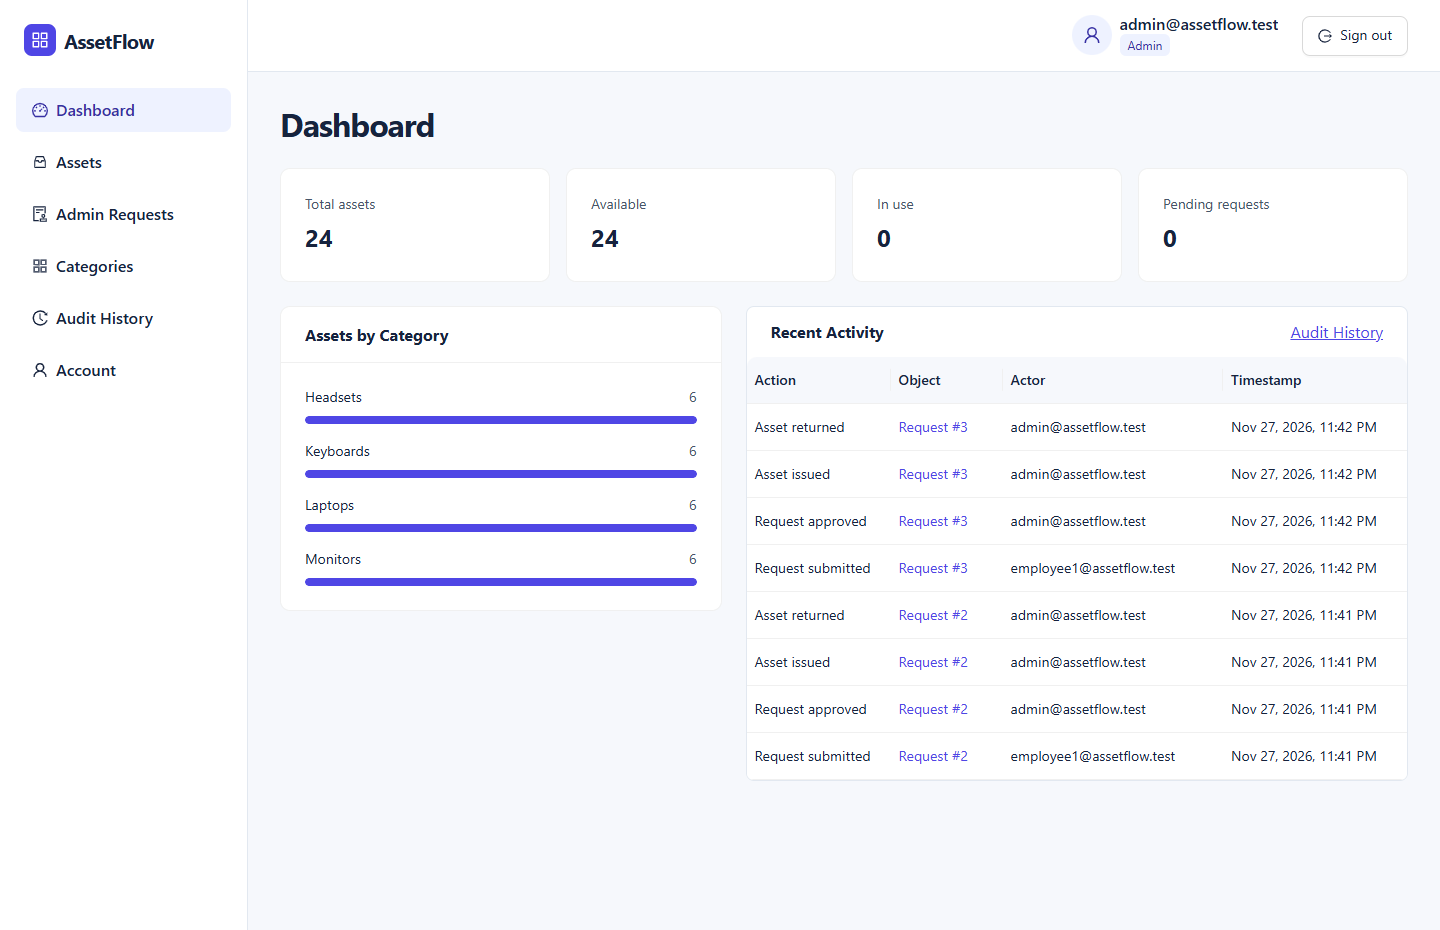 AssetFlow
Dashboard
Assets
Admin Requests
Categories
Audit History
Account
admin@assetflow.test
Admin
Sign out
Dashboard
Total assets
24
Available
24
In use
0
Pending requests
0
Assets by Category
Headsets 6
Keyboards 6
Laptops 6
Monitors 6
Recent Activity Audit History
Action Object Actor Timestamp
Asset returned Request #3 admin@assetflow.test Nov 27, 2026, 11:42 PM
Asset issued Request #3 admin@assetflow.test Nov 27, 2026, 11:42 PM
Request approved Request #3 admin@assetflow.test Nov 27, 2026, 11:42 PM
Request submitted Request #3 employee1@assetflow.test Nov 27, 2026, 11:42 PM
Asset returned Request #2 admin@assetflow.test Nov 27, 2026, 11:41 PM
Asset issued Request #2 admin@assetflow.test Nov 27, 2026, 11:41 PM
Request approved Request #2 admin@assetflow.test Nov 27, 2026, 11:41 PM
Request submitted Request #2 employee1@assetflow.test Nov 27, 2026, 11:41 PM